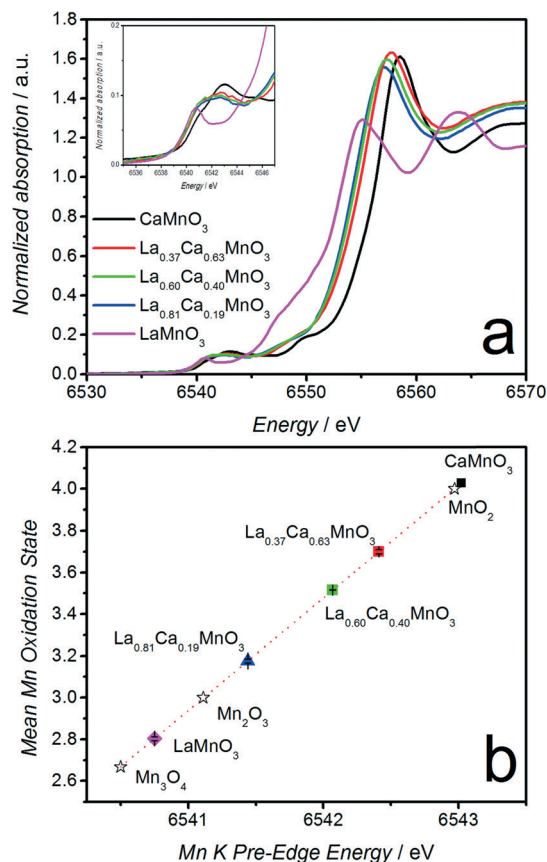 a
Normalized absorption / a.u.
1.8
1.6
1.4
1.2
1.0
0.8
0.6
0.4
0.2
0.0
Normalized absorption / a.u.
0.2
0.1
0.0
6536 6538 6540 6542 6544 6546
Energy / eV
CaMnO₃
La₀.₃₇Ca₀.₆₃MnO₃
La₀.₆₀Ca₀.₄₀MnO₃
La₀.₈₁Ca₀.₁₉MnO₃
LaMnO₃
6530 6540 6550 6560 6570
Energy / eV
b
Mean Mn Oxidation State
4.2
4.0
3.8
3.6
3.4
3.2
3.0
2.8
2.6
CaMnO₃
MnO₂
La₀.₃₇Ca₀.₆₃MnO₃
La₀.₆₀Ca₀.₄₀MnO₃
La₀.₈₁Ca₀.₁₉MnO₃
Mn₂O₃
LaMnO₃
Mn₃O₄
6541 6542 6543
Mn K Pre-Edge Energy / eV